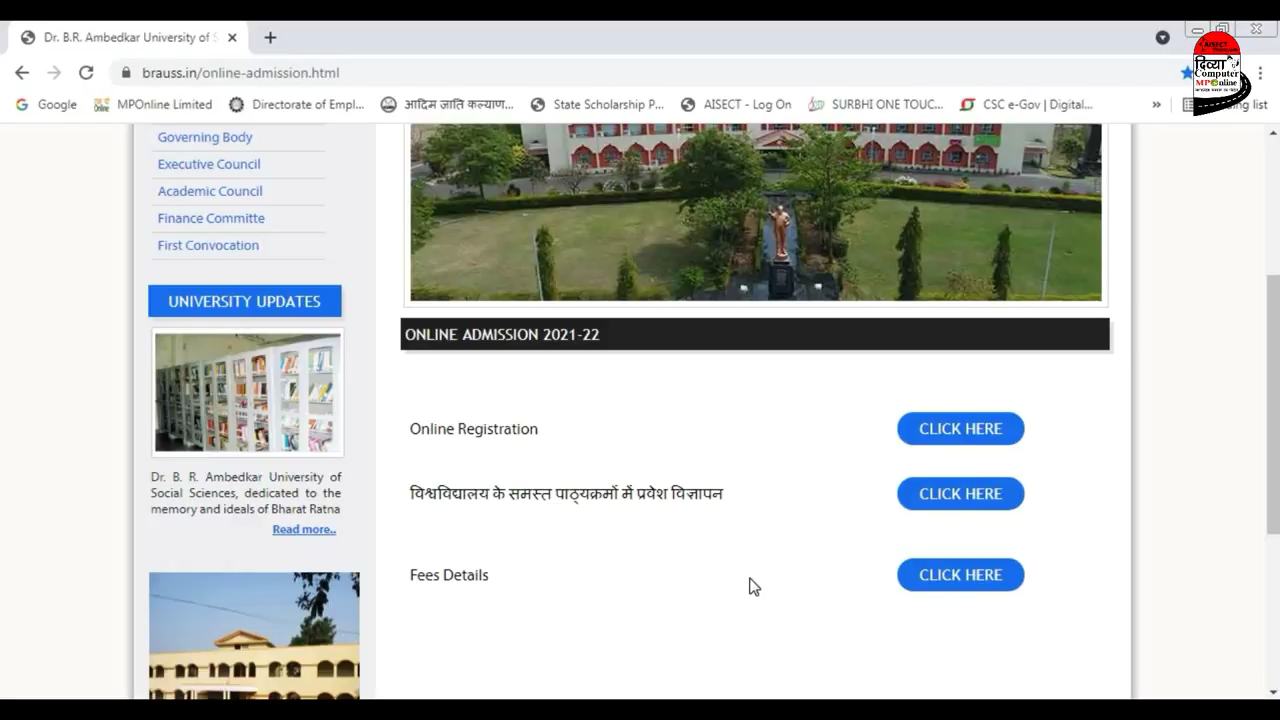 Dr. B.R. Ambedkar University of S
brauss.in/online-admission.html
Google MPOnline Limited Directorate of Empl... आदिम जाति कल्याण... State Scholarship P... AISECT - Log On SURBHI ONE TOUC... CSC e-Gov | Digital... » list
AISECT
दिव्या
Computer
MPOnline
Governing Body
Executive Council
Academic Council
Finance Committe
First Convocation
UNIVERSITY UPDATES
Dr. B. R. Ambedkar University of
Social Sciences, dedicated to the
memory and ideals of Bharat Ratna
Read more..
ONLINE ADMISSION 2021-22
Online Registration CLICK HERE
विश्वविद्यालय के समस्त पाठ्यक्रमों में प्रवेश विज्ञापन CLICK HERE
Fees Details CLICK HERE